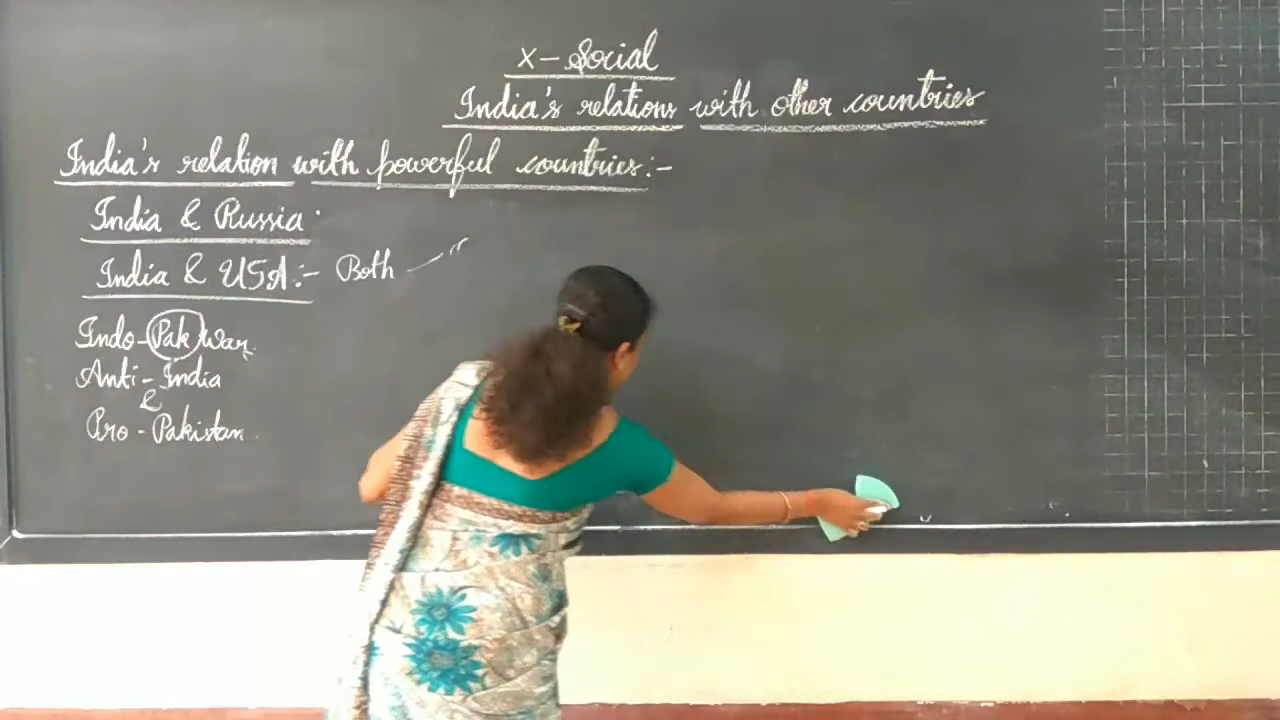 X - Social
India's relations with other countries
India's relation with powerful countries:-
India & Russia.
India & USA:- Both — "
Indo-Pak War.
Anti-India
&
Pro-Pakistan.